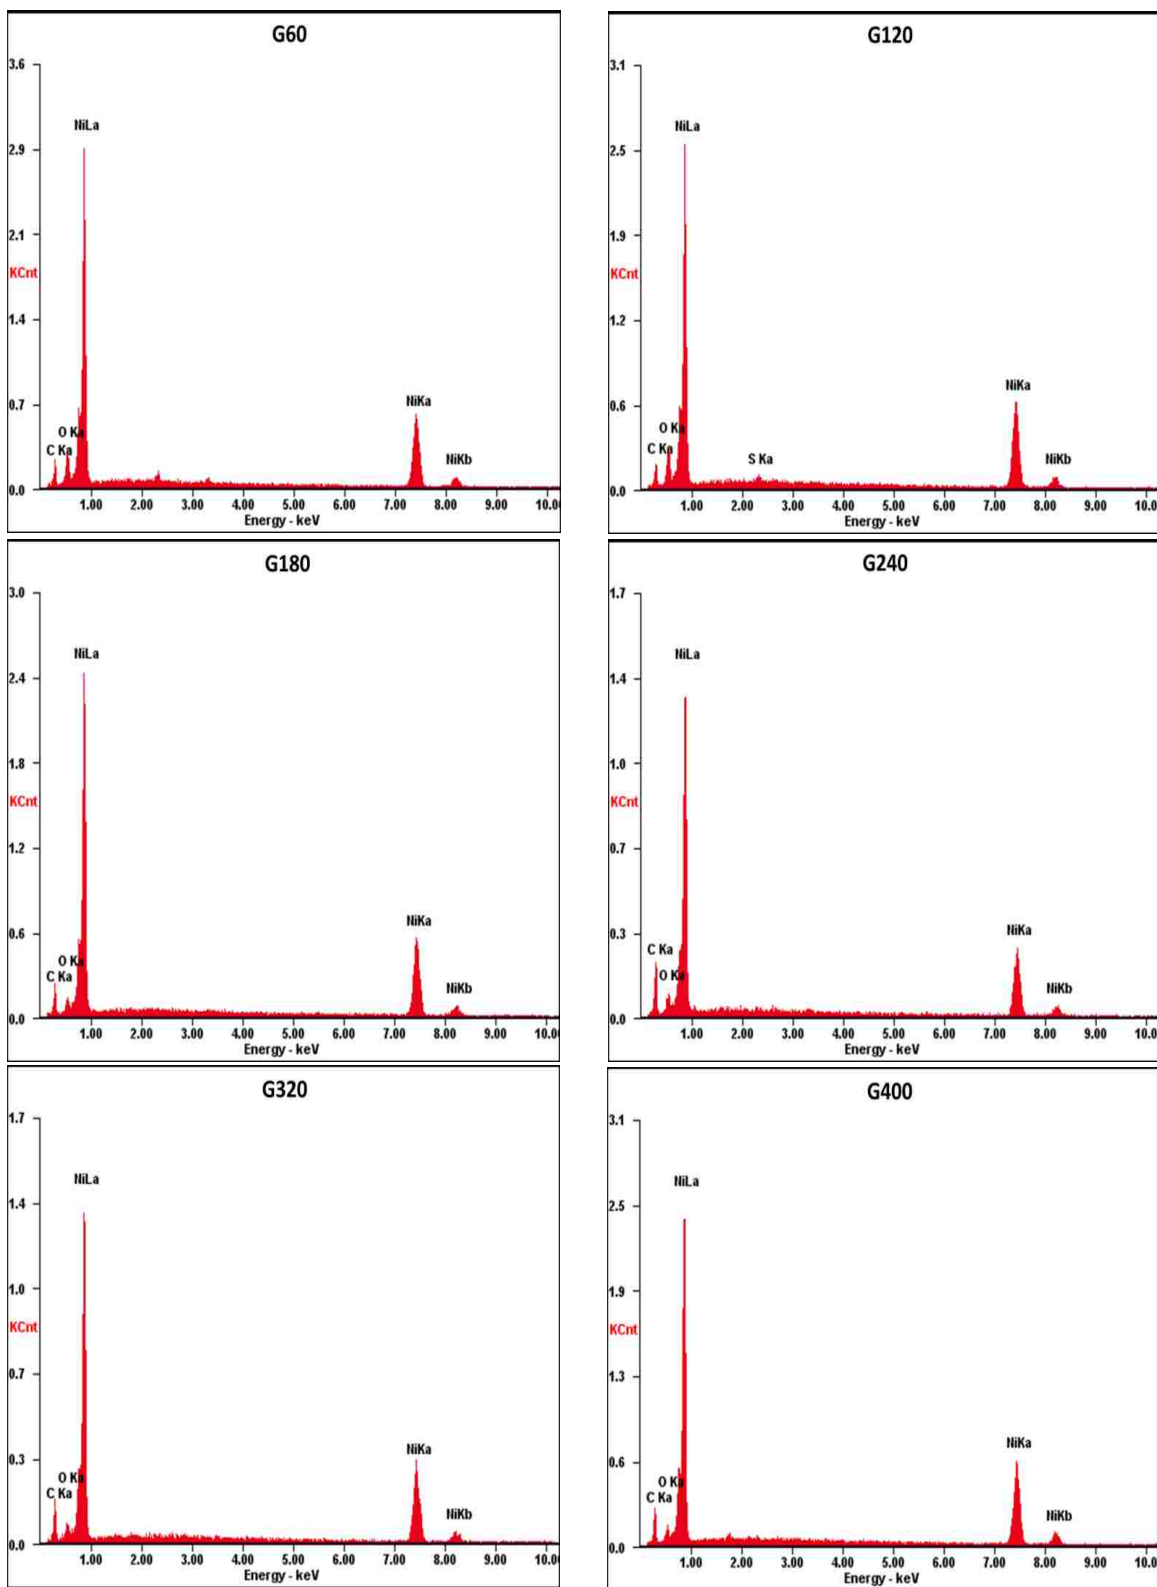 G60
3.6
NiLa
2.9
2.1
KCnt
1.4
0.7
NiKa
O Ka
C Ka
NiKb
0.0
1.00 2.00 3.00 4.00 5.00 6.00 7.00 8.00 9.00 10.00
Energy - keV
G120
3.1
NiLa
2.5
1.9
KCnt
1.2
NiKa
0.6
O Ka
C Ka
S Ka
NiKb
0.0
1.00 2.00 3.00 4.00 5.00 6.00 7.00 8.00 9.00 10.0
Energy - keV
G180
3.0
NiLa
2.4
1.8
KCnt
1.2
0.6
NiKa
O Ka
C Ka
NiKb
0.0
1.00 2.00 3.00 4.00 5.00 6.00 7.00 8.00 9.00 10.0
Energy - keV
G240
1.7
NiLa
1.4
1.0
KCnt
0.7
0.3
NiKa
C Ka
O Ka
NiKb
0.0
1.00 2.00 3.00 4.00 5.00 6.00 7.00 8.00 9.00 10.0
Energy - keV
G320
1.7
NiLa
1.4
1.0
KCnt
0.7
0.3
NiKa
O Ka
C Ka
NiKb
0.0
1.00 2.00 3.00 4.00 5.00 6.00 7.00 8.00 9.00 10.0
Energy - keV
G400
3.1
NiLa
2.5
1.9
KCnt
1.3
NiKa
0.6
O Ka
C Ka
NiKb
0.0
1.00 2.00 3.00 4.00 5.00 6.00 7.00 8.00 9.00 10.0
Energy - keV